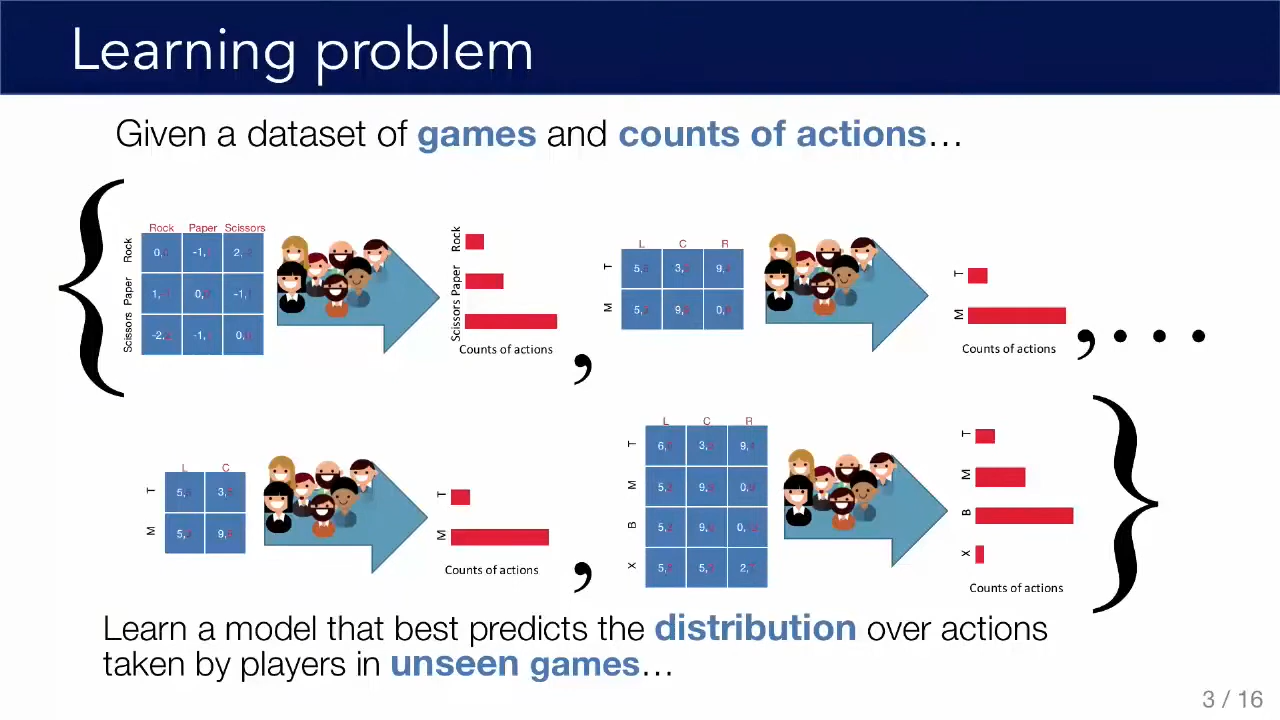 Learning problem
Given a dataset of games and counts of actions…
Rock Paper Scissors
Rock
Paper
Scissors
0,
-1,
2,
1,
0,
-1,
-2,
-1,
0,
Rock
Paper
Scissors
Counts of actions
,
L C R
T
M
5,
3,
9,
5,
9,
0,
T
M
Counts of actions
, . . .
L C
T
M
5,
3,
5,
9,
T
M
Counts of actions
,
L C R
T
M
B
X
6,
3,
9,
5,
9,
0,
5,
9,
0,
5,
5,
2,
T
M
B
X
Counts of actions
Learn a model that best predicts the distribution over actions
taken by players in unseen games…
3 / 16